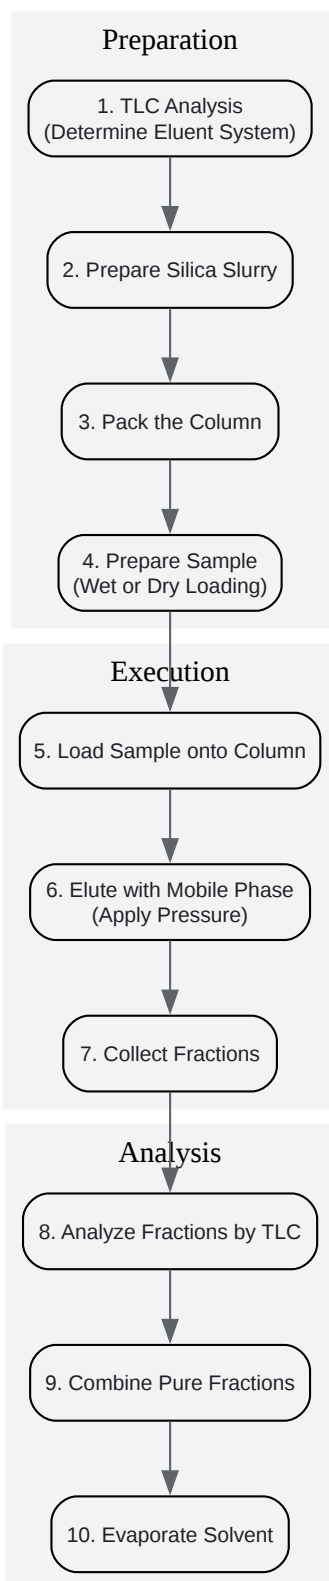 Preparation
1. TLC Analysis
(Determine Eluent System)
2. Prepare Silica Slurry
3. Pack the Column
4. Prepare Sample
(Wet or Dry Loading)
Execution
5. Load Sample onto Column
6. Elute with Mobile Phase
(Apply Pressure)
7. Collect Fractions
Analysis
8. Analyze Fractions by TLC
9. Combine Pure Fractions
10. Evaporate Solvent